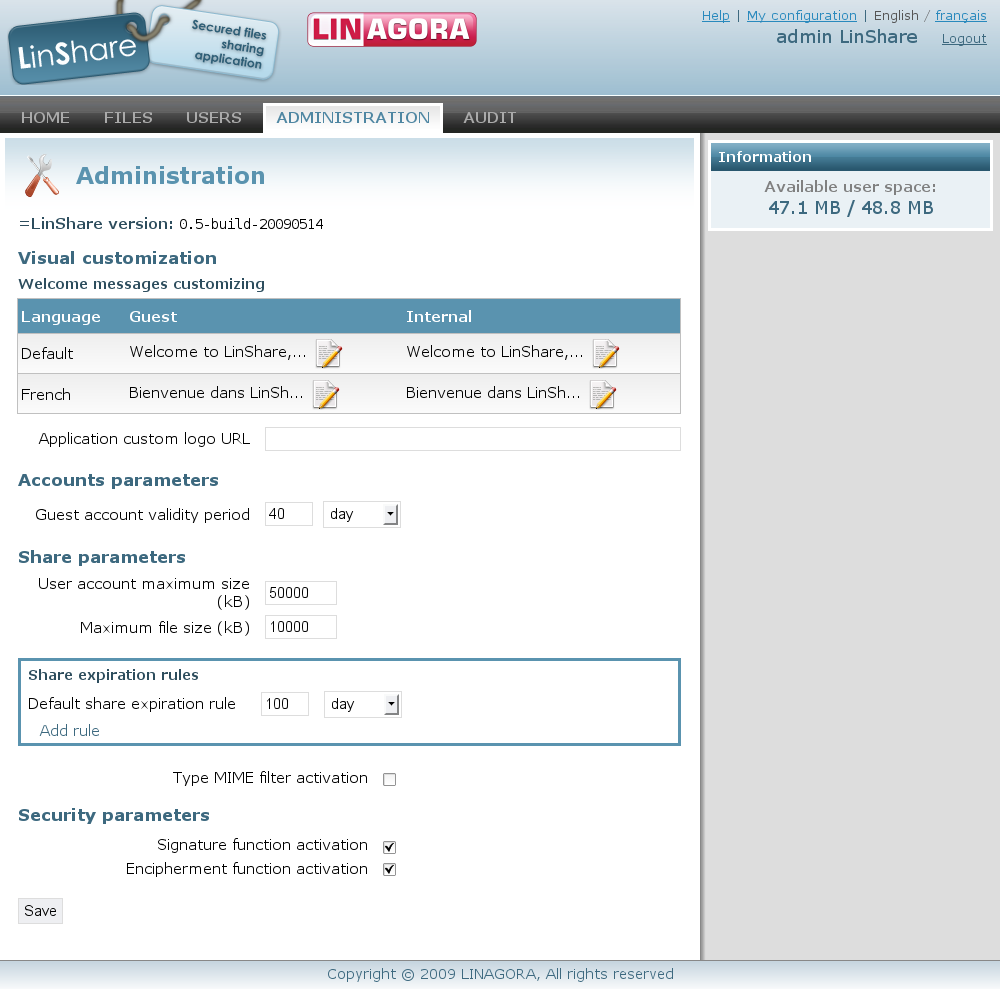 LinShare
Secured files
sharing
application
LINAGORA
Help | My configuration | English / français
admin LinShare Logout
HOME FILES USERS ADMINISTRATION AUDIT
Administration
=LinShare version: 0.5-build-20090514
Visual customization
Welcome messages customizing
Language Guest Internal
Default Welcome to LinShare,... Welcome to LinShare,...
French Bienvenue dans LinSh... Bienvenue dans LinSh...
Application custom logo URL
Accounts parameters
Guest account validity period 40 day
Share parameters
User account maximum size
(kB) 50000
Maximum file size (kB) 10000
Share expiration rules
Default share expiration rule 100 day
Add rule
Type MIME filter activation
Security parameters
Signature function activation
Encipherment function activation
Save
Information
Available user space:
47.1 MB / 48.8 MB
Copyright © 2009 LINAGORA, All rights reserved